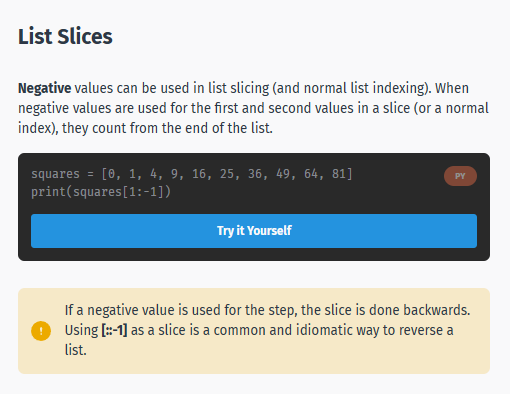 List Slices
Negative values can be used in list slicing (and normal list indexing). When
negative values are used for the first and second values in a slice (or a normal
index), they count from the end of the list.
squares = [0, 1, 4, 9, 16, 25, 36, 49, 64, 81]
PY
print(squares[1:-1])
Try it Yourself
!
If a negative value is used for the step, the slice is done backwards.
Using [::-1] as a slice is a common and idiomatic way to reverse a
list.